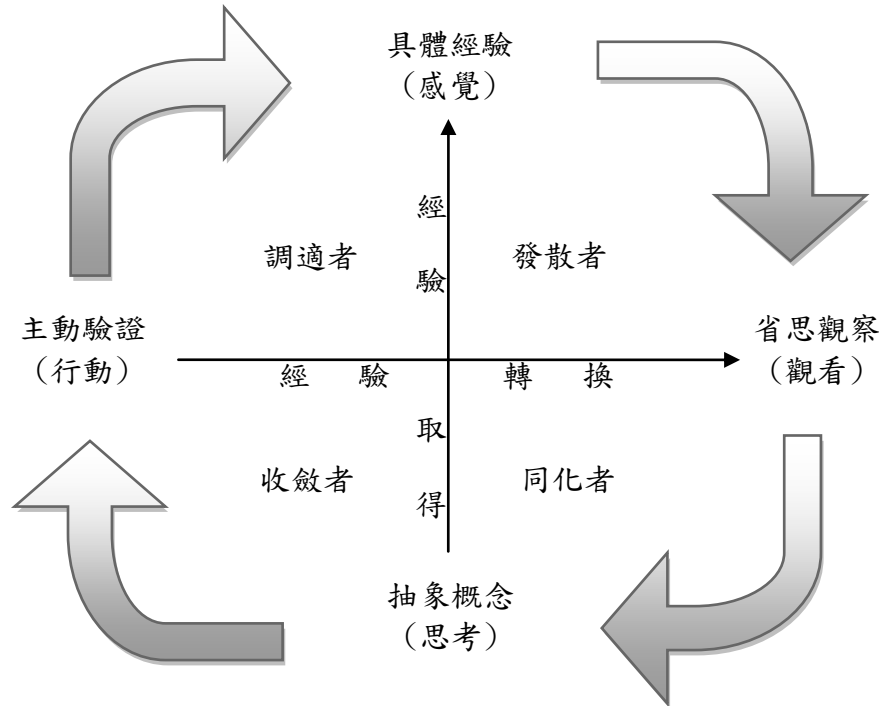 具體經驗
（感覺）
經
驗
調適者
發散者
主動驗證
（行動）
省思觀察
（觀看）
經 驗 轉 換
取
得
收斂者
同化者
抽象概念
（思考）